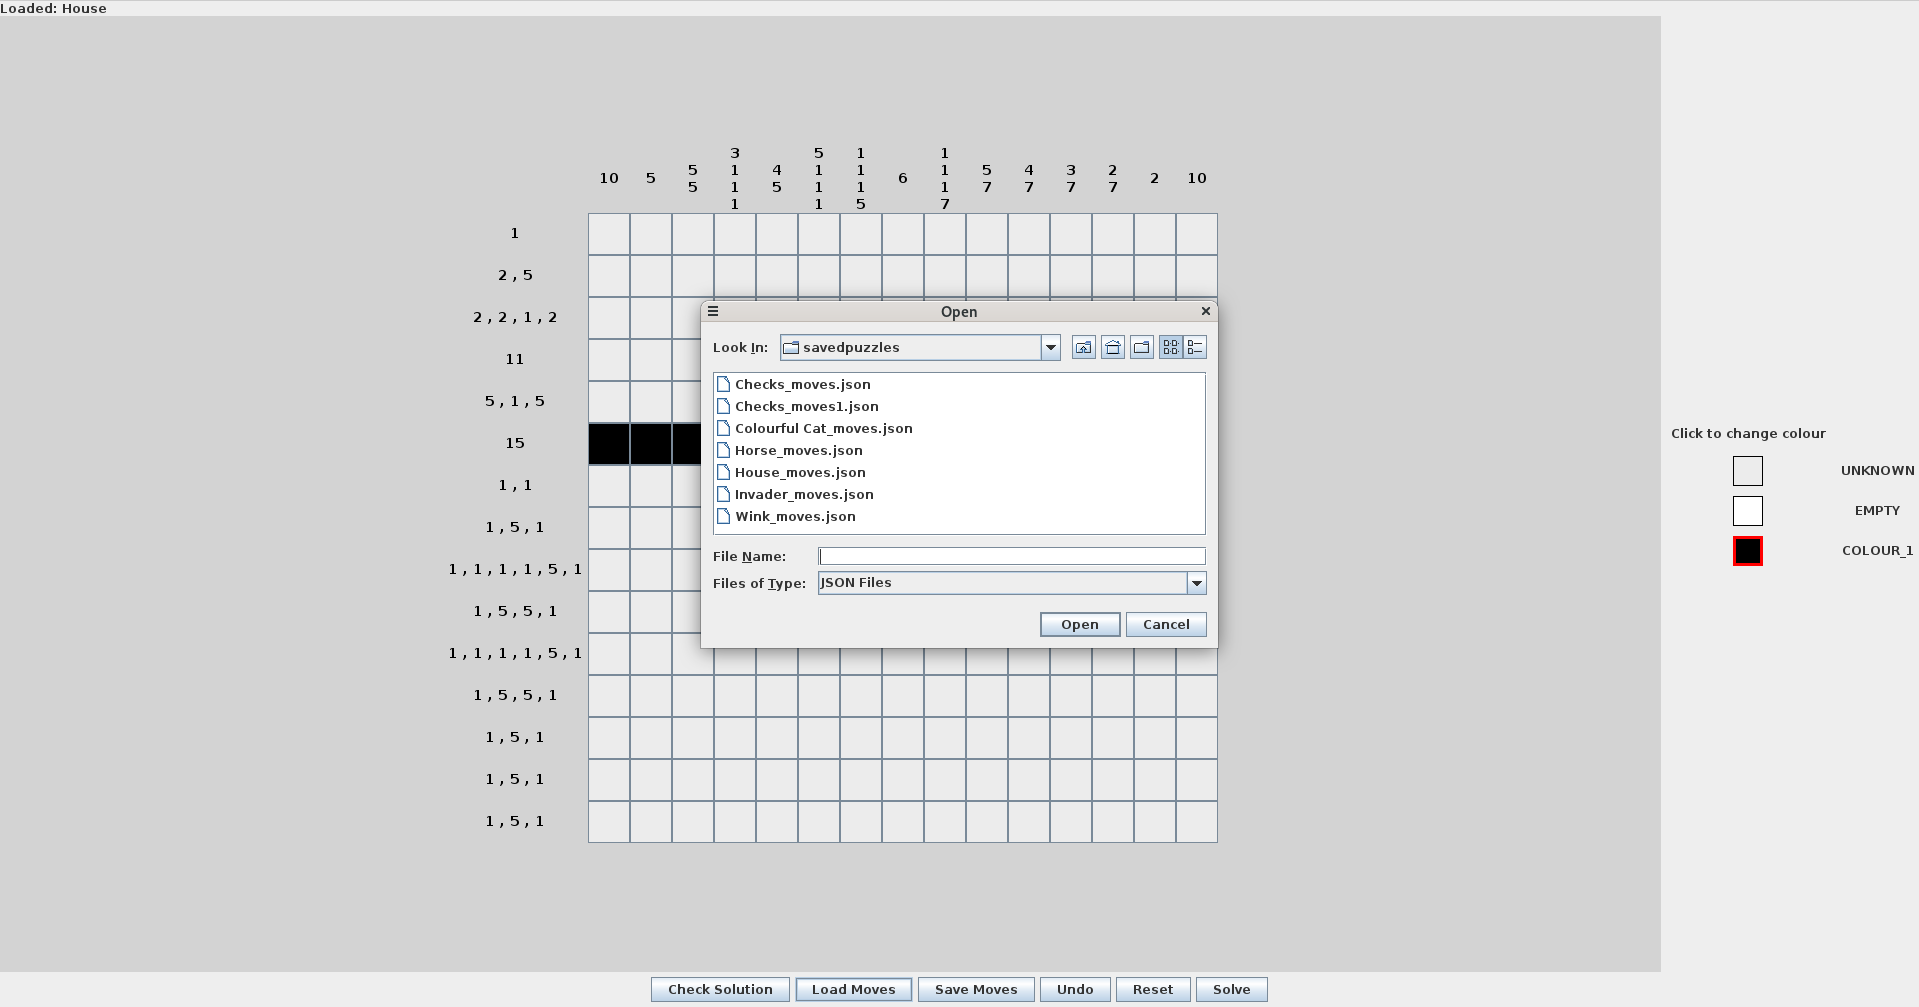 Loaded: House
3 5 1
5 4 1 1 1 5 4 3 2
10 5 5 1 5 1 1 6 1 7 7 7 7 2 10
1 1 5 7
1
2 , 5
2 , 2 , 1 , 2
11
5 , 1 , 5
15
1 , 1
1 , 5 , 1
1 , 1 , 1 , 1 , 5 , 1
1 , 5 , 5 , 1
1 , 1 , 1 , 1 , 5 , 1
1 , 5 , 5 , 1
1 , 5 , 1
1 , 5 , 1
1 , 5 , 1
Open
Look In: savedpuzzles
Checks_moves.json
Checks_moves1.json
Colourful Cat_moves.json
Horse_moves.json
House_moves.json
Invader_moves.json
Wink_moves.json
File Name:
Files of Type: JSON Files
Open Cancel
Click to change colour
UNKNOWN
EMPTY
COLOUR_1
Check Solution Load Moves Save Moves Undo Reset Solve